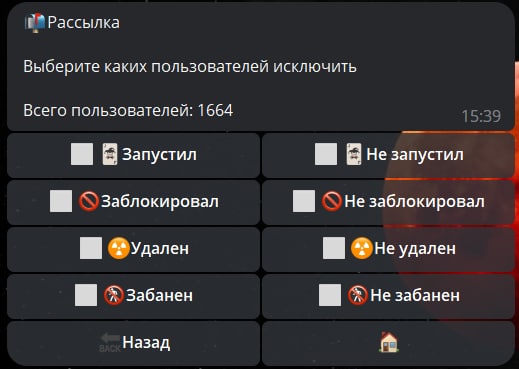 📬Рассылка
Выберите каких пользователей исключить
Всего пользователей: 1664
15:39
⬜ 🃏Запустил
⬜ 🃏Не запустил
⬜ 🚫Заблокировал
⬜ 🚫Не заблокировал
⬜ ☢️Удален
⬜ ☢️Не удален
⬜ 🚷Забанен
⬜ 🚷Не забанен
🔙Назад
🏠